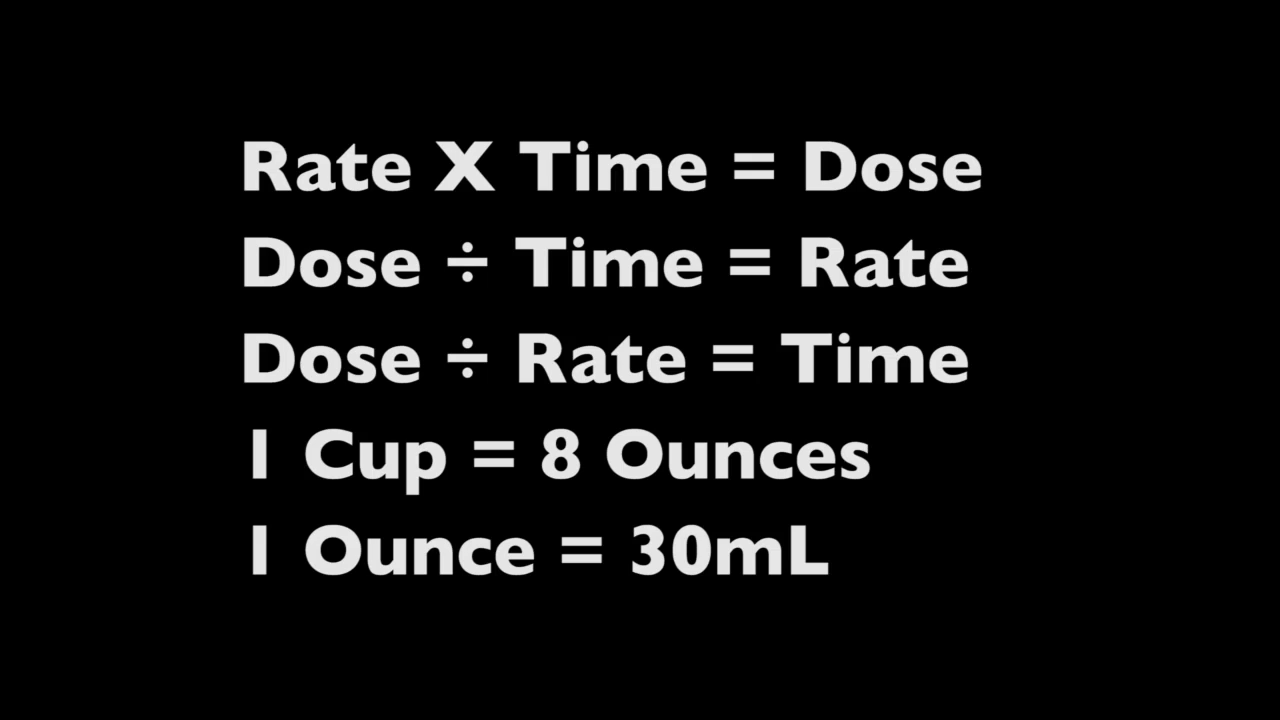 Rate X Time = Dose
Dose ÷ Time = Rate
Dose ÷ Rate = Time
1 Cup = 8 Ounces
1 Ounce = 30mL